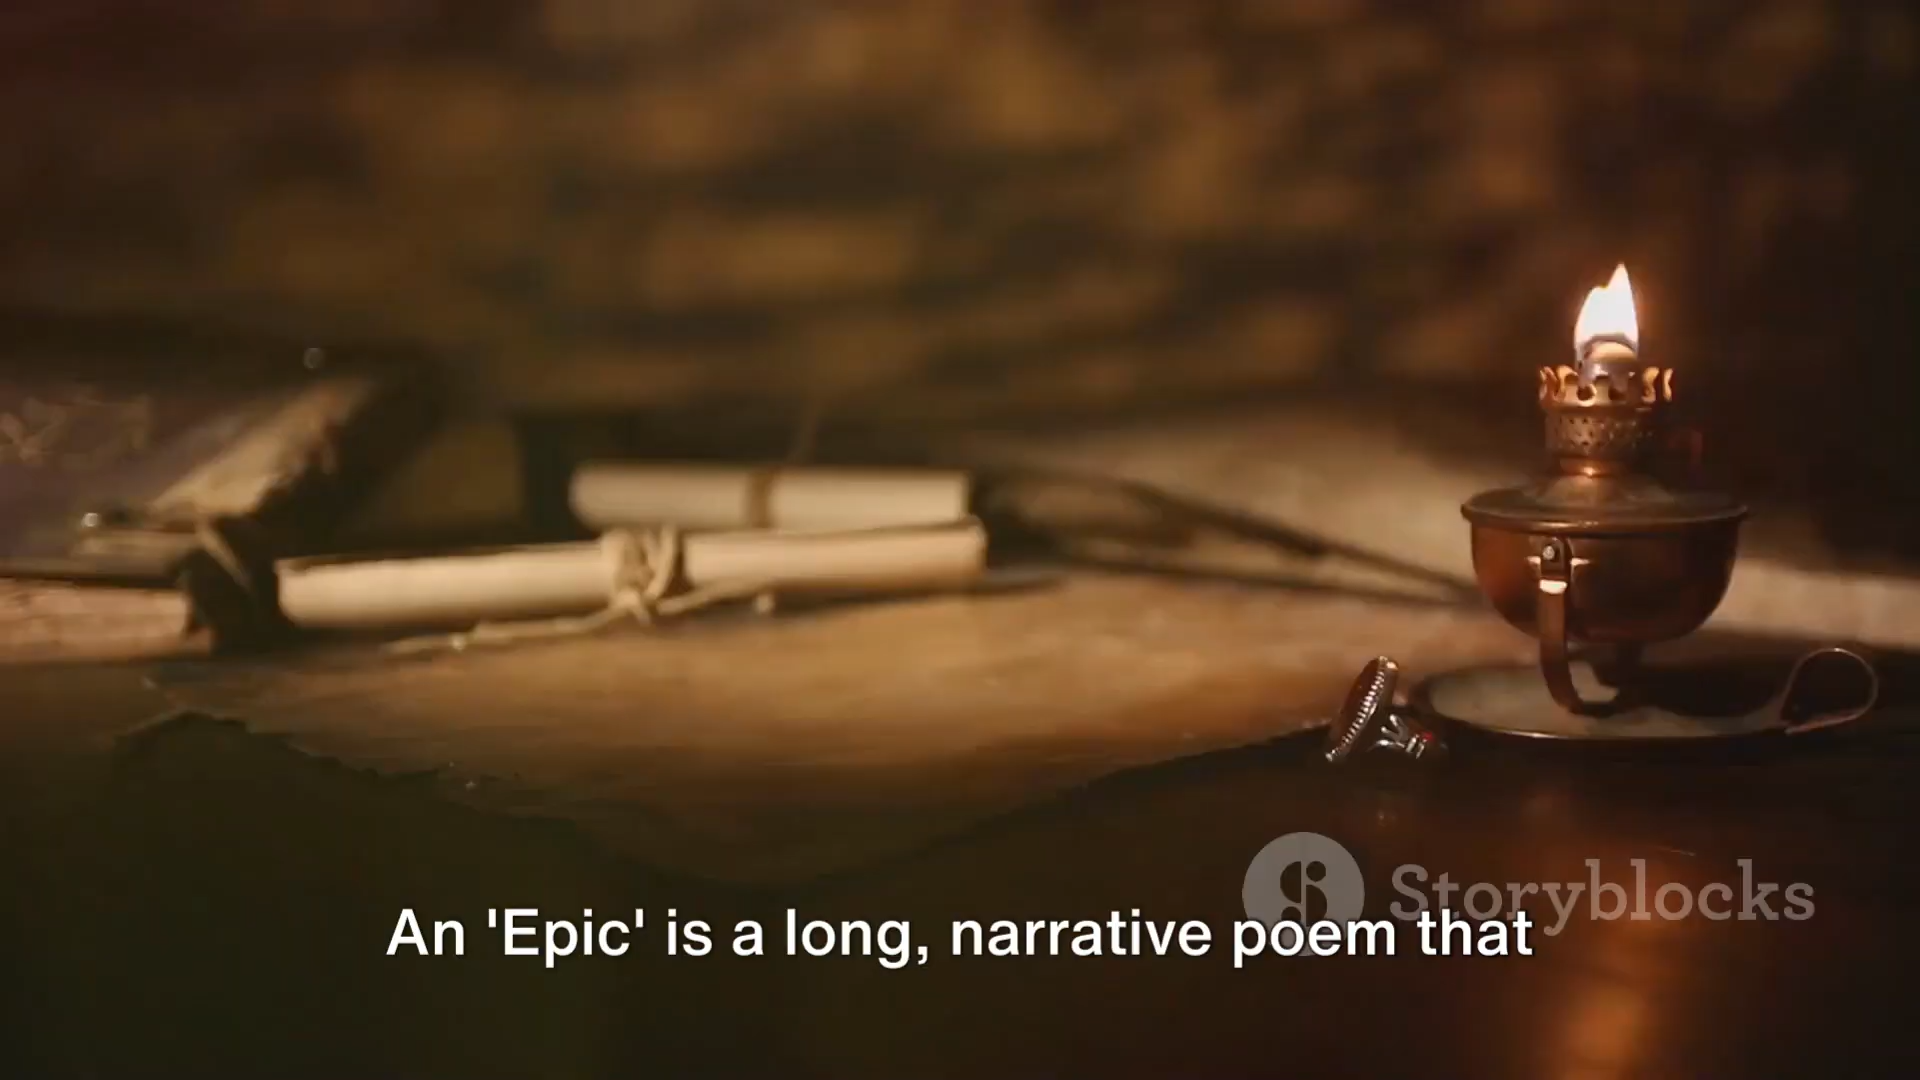 Storyblocks
An 'Epic' is a long, narrative poem that